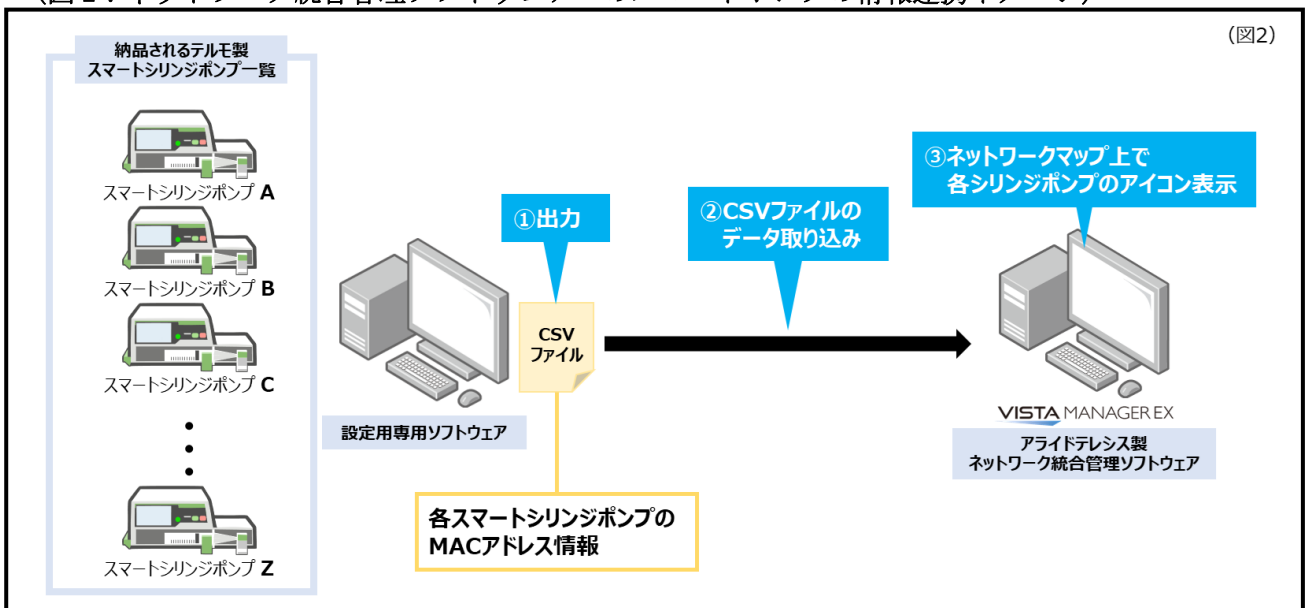 (図2)
納品されるテルモ製
スマートシリンジポンプ一覧
スマートシリンジポンプ A
スマートシリンジポンプ B
スマートシリンジポンプ C
スマートシリンジポンプ Z
設定用専用ソフトウェア
①出力
CSV
ファイル
各スマートシリンジポンプの
MACアドレス情報
②CSVファイルの
データ取り込み
③ネットワークマップ上で
各シリンジポンプのアイコン表示
VISTA MANAGER EX
アライドテレシス製
ネットワーク統合管理ソフトウェア